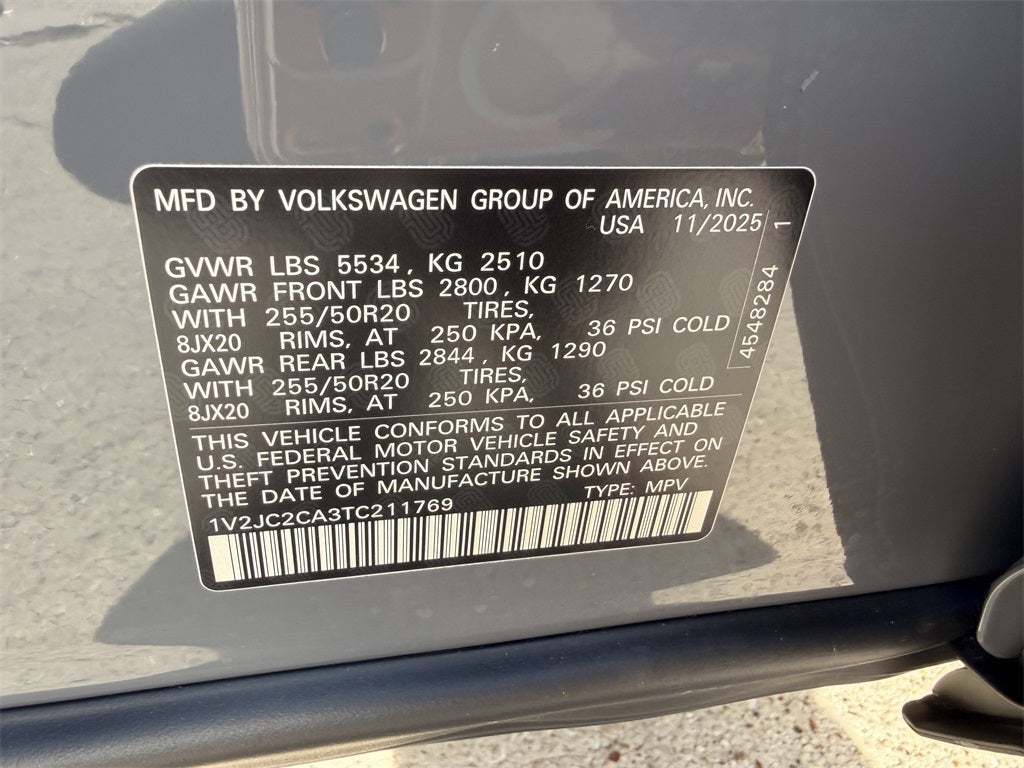 MFD BY VOLKSWAGEN GROUP OF AMERICA, INC.
USA 11/2025
GVWR LBS 5534, KG 2510
GAWR FRONT LBS 2800, KG 1270
WITH 255/50R20 TIRES,
8JX20 RIMS, AT 250 KPA, 36 PSI COLD
GAWR REAR LBS 2844, KG 1290
WITH 255/50R20 TIRES,
8JX20 RIMS, AT 250 KPA, 36 PSI COLD
4548284 1
THIS VEHICLE CONFORMS TO ALL APPLICABLE
U.S. FEDERAL MOTOR VEHICLE SAFETY AND
THEFT PREVENTION STANDARDS IN EFFECT ON
THE DATE OF MANUFACTURE SHOWN ABOVE.
TYPE: MPV
1V2JC2CA3TC211769